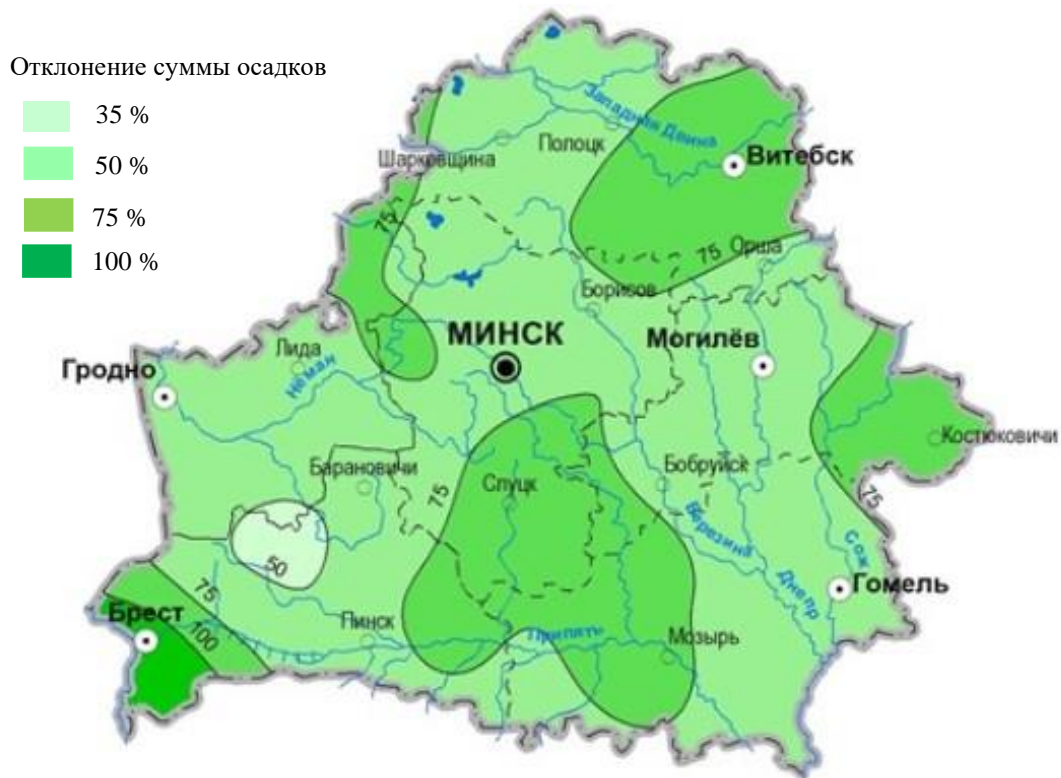 Отклонение суммы осадков
35 %
50 %
75 %
100 %
Западная Двина
Полоцк
Шарковщина
Витебск
75
75
Орша
Борисов
МИНСК
Могилёв
Лида
Гродно
Неман
Костюковичи
Барановичи
75
Слуцк
Бобруйск
75
Березина
50
Сож
Днепр
Гомель
75
Брест
100
Пинск
Припять
Мозырь